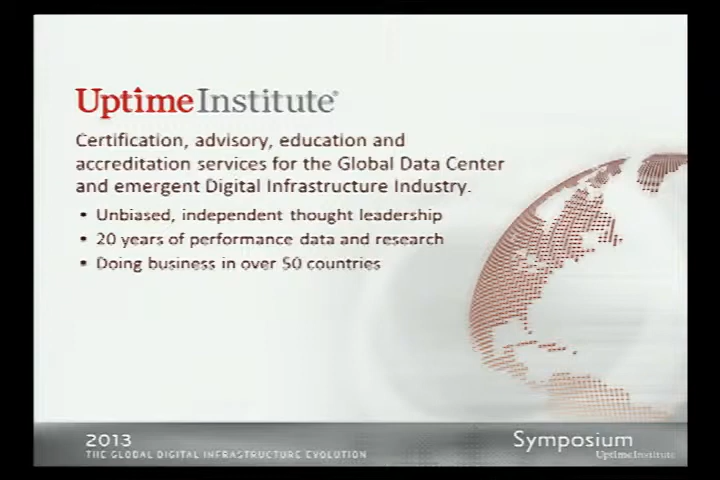 UptimeInstitute®
Certification, advisory, education and
accreditation services for the Global Data Center
and emergent Digital Infrastructure Industry.
• Unbiased, independent thought leadership
• 20 years of performance data and research
• Doing business in over 50 countries
2013
THE GLOBAL DIGITAL INFRASTRUCTURE EVOLUTION
Symposium
UptimeInstitute